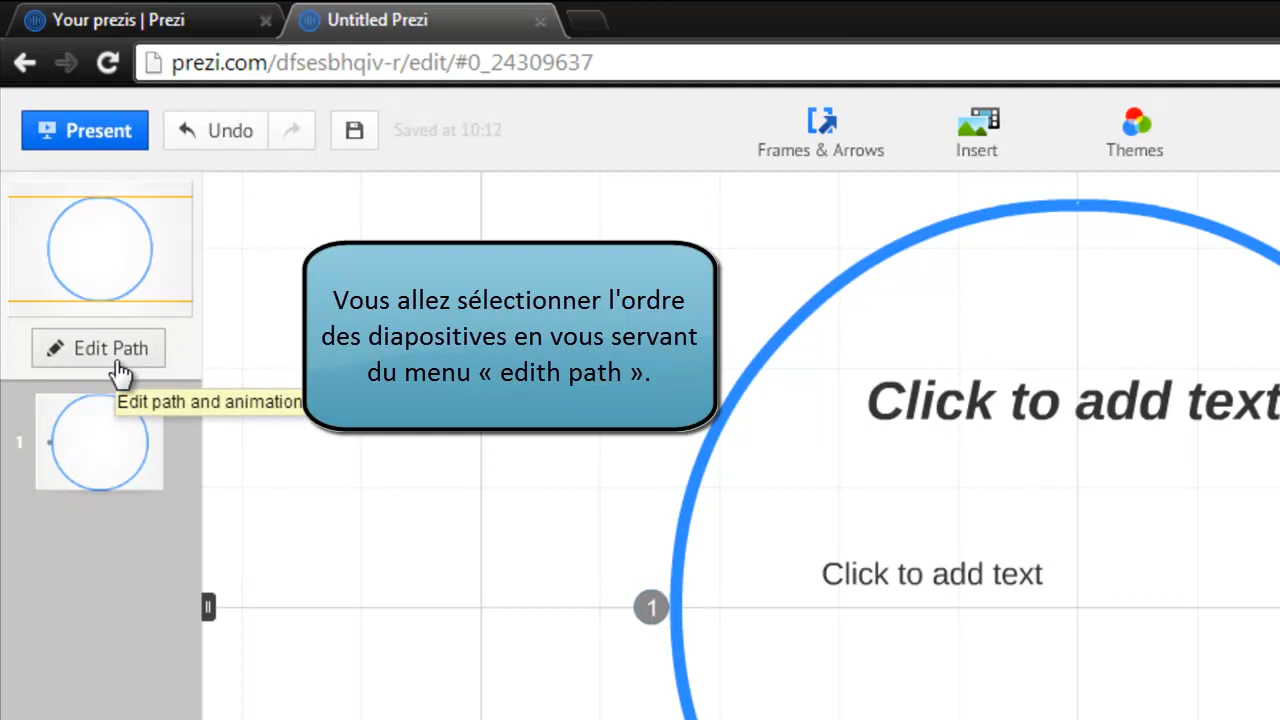 Your prezis | Prezi
Untitled Prezi
prezi.com/dfsesbhqiv-r/edit/#0_24309637
Present
Undo
Saved at 10:12
Frames & Arrows
Insert
Themes
Edit Path
Edit path and animation
1
Vous allez sélectionner l'ordre
des diapositives en vous servant
du menu « edith path ».
Click to add text
Click to add text
1